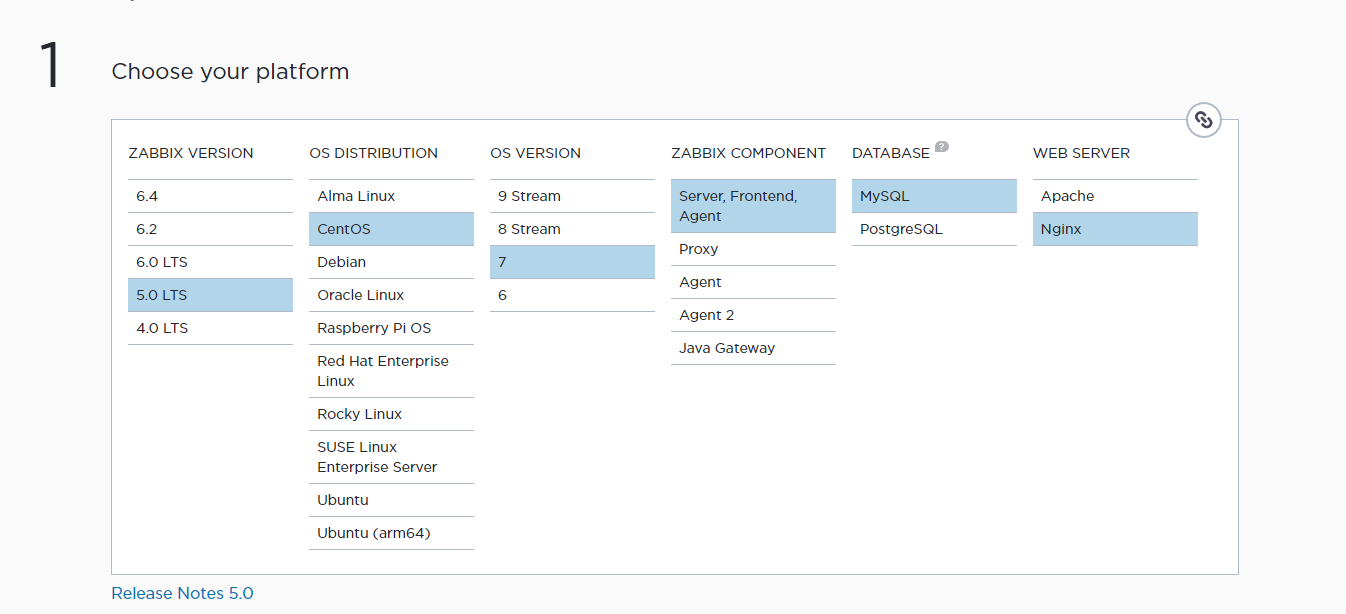 1
Choose your platform
ZABBIX VERSION
6.4
6.2
6.0 LTS
5.0 LTS
4.0 LTS
OS DISTRIBUTION
Alma Linux
CentOS
Debian
Oracle Linux
Raspberry Pi OS
Red Hat Enterprise
Linux
Rocky Linux
SUSE Linux
Enterprise Server
Ubuntu
Ubuntu (arm64)
OS VERSION
9 Stream
8 Stream
7
6
ZABBIX COMPONENT
Server, Frontend,
Agent
Proxy
Agent
Agent 2
Java Gateway
DATABASE ?
MySQL
PostgreSQL
WEB SERVER
Apache
Nginx
Release Notes 5.0